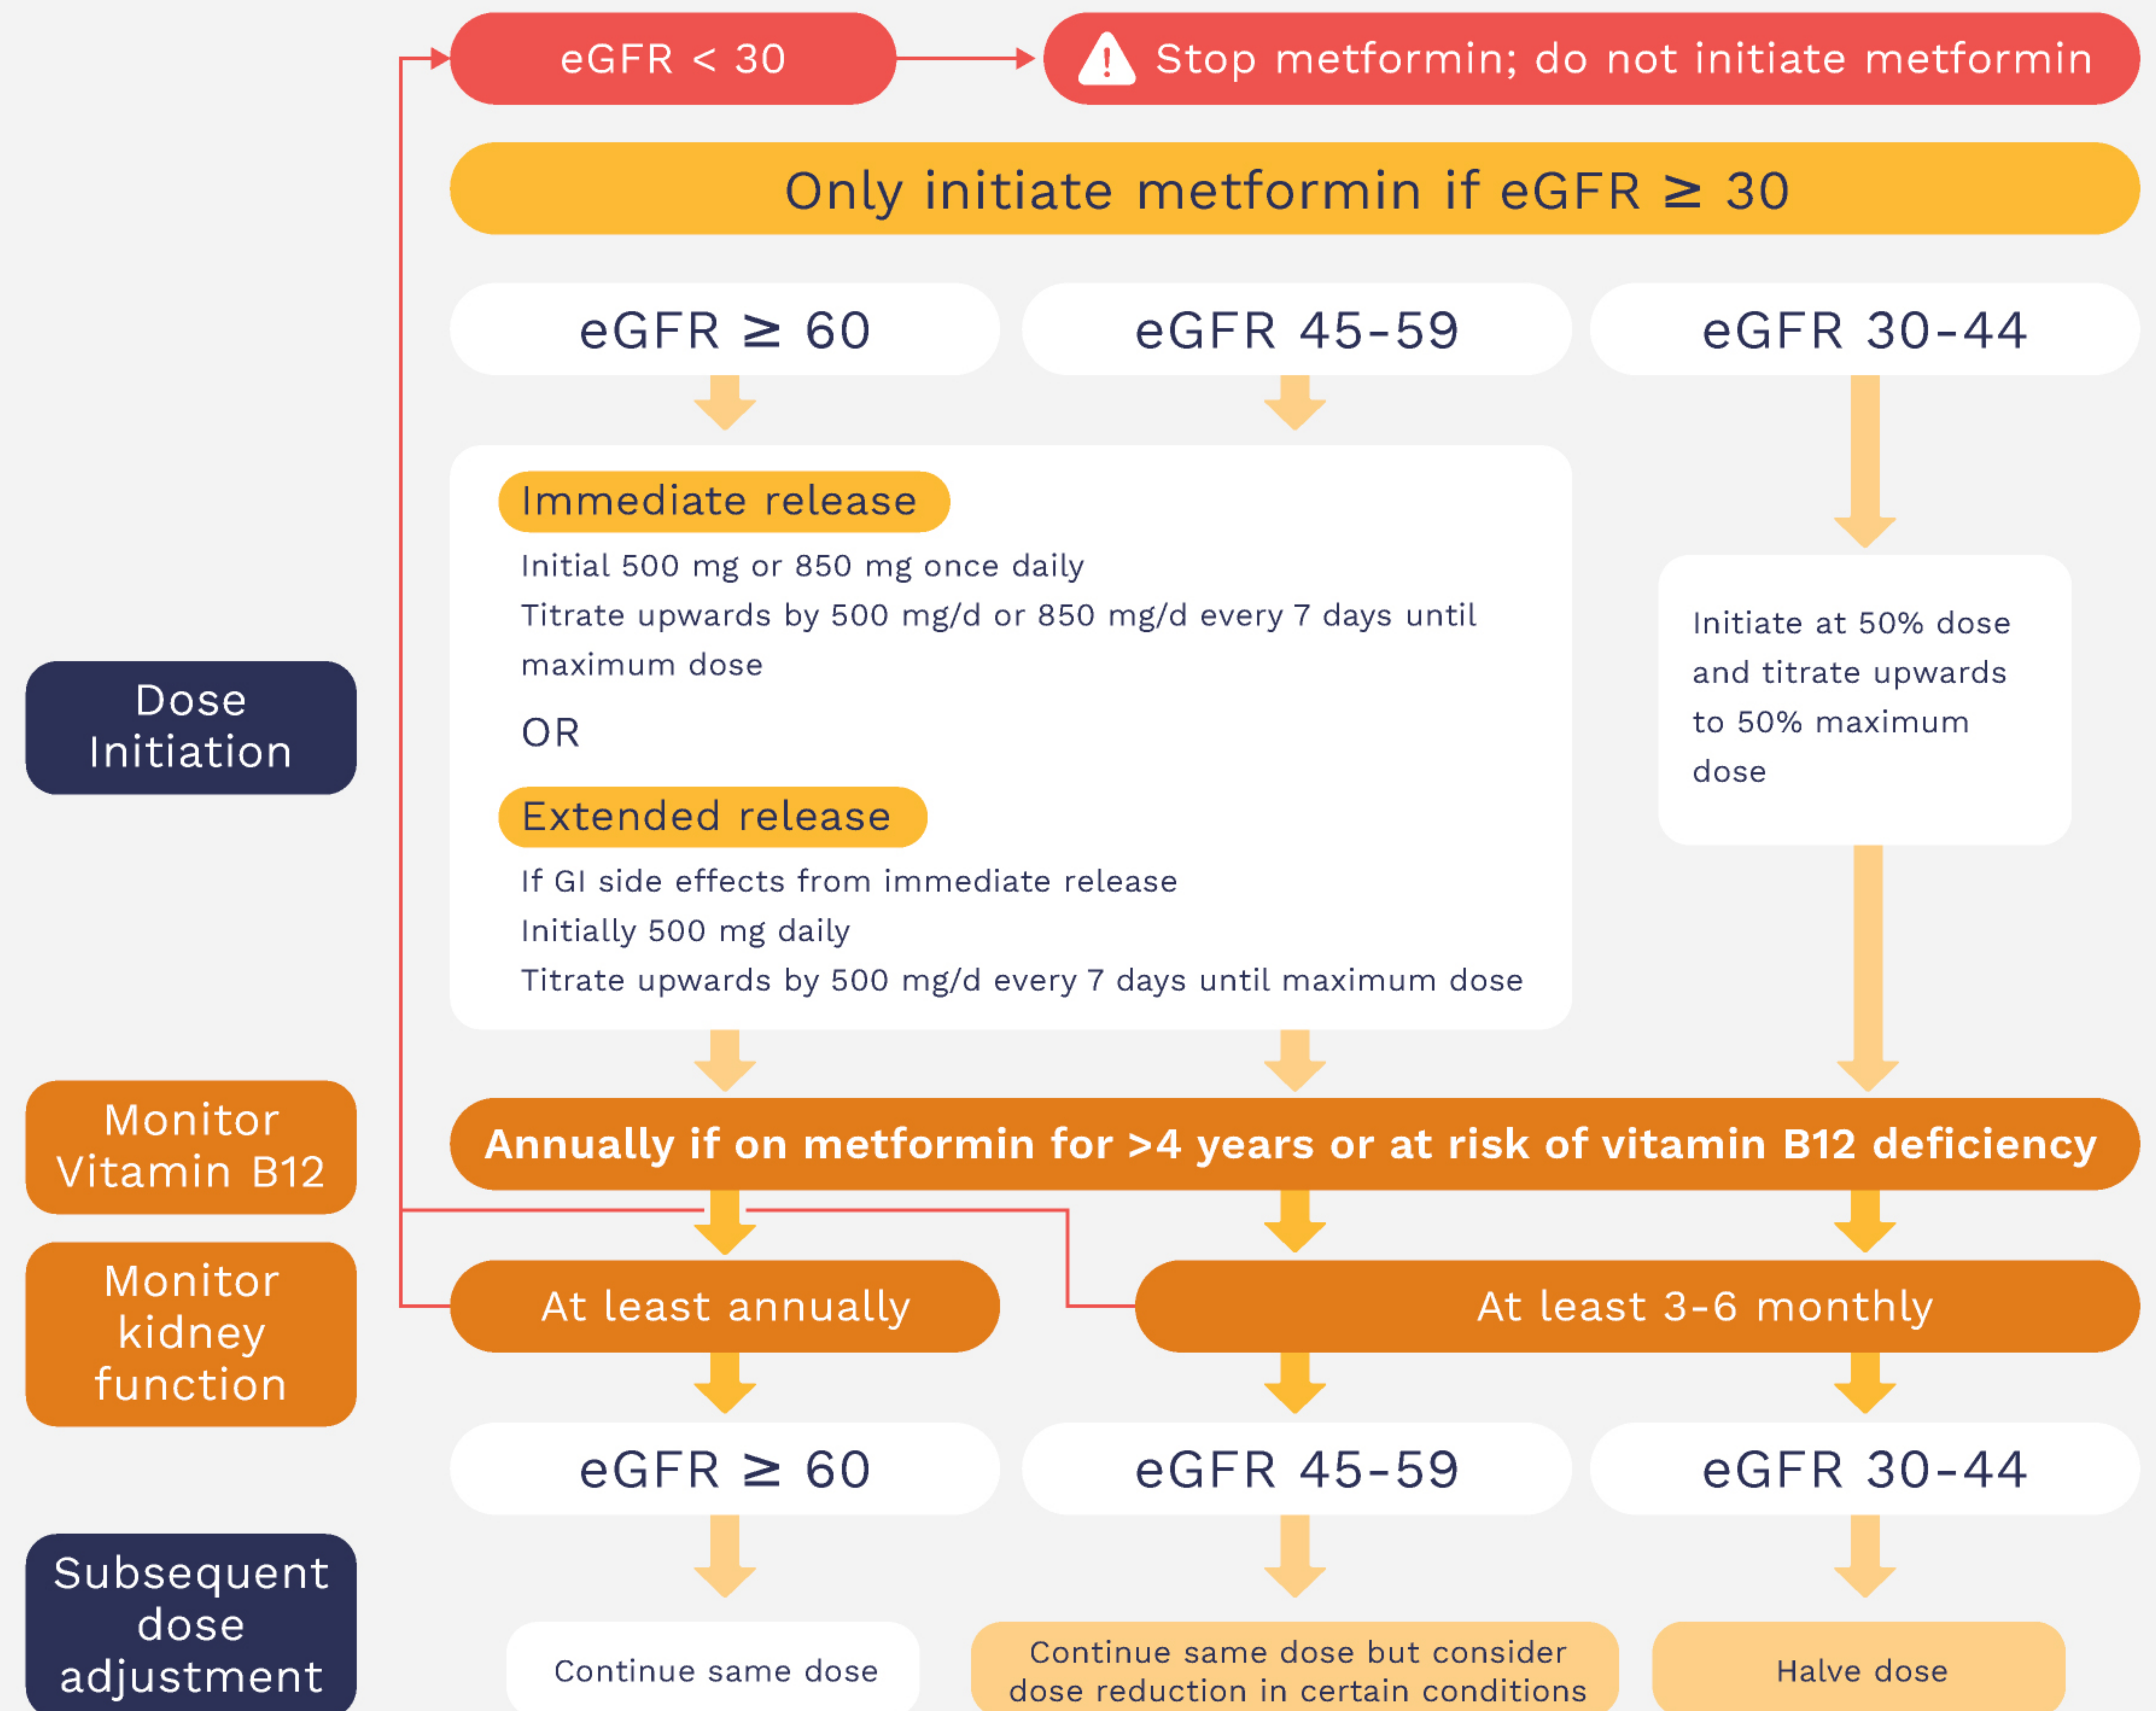 eGFR < 30
Stop metformin; do not initiate metformin
Only initiate metformin if eGFR ≥ 30
eGFR ≥ 60
eGFR 45-59
eGFR 30-44
Dose
Initiation
Immediate release
Initial 500 mg or 850 mg once daily
Titrate upwards by 500 mg/d or 850 mg/d every 7 days until
maximum dose
OR
Extended release
If GI side effects from immediate release
Initially 500 mg daily
Titrate upwards by 500 mg/d every 7 days until maximum dose
Initiate at 50% dose
and titrate upwards
to 50% maximum
dose
Monitor
Vitamin B12
Annually if on metformin for >4 years or at risk of vitamin B12 deficiency
Monitor
kidney
function
At least annually
At least 3-6 monthly
eGFR ≥ 60
eGFR 45-59
eGFR 30-44
Subsequent
dose
adjustment
Continue same dose
Continue same dose but consider
dose reduction in certain conditions
Halve dose